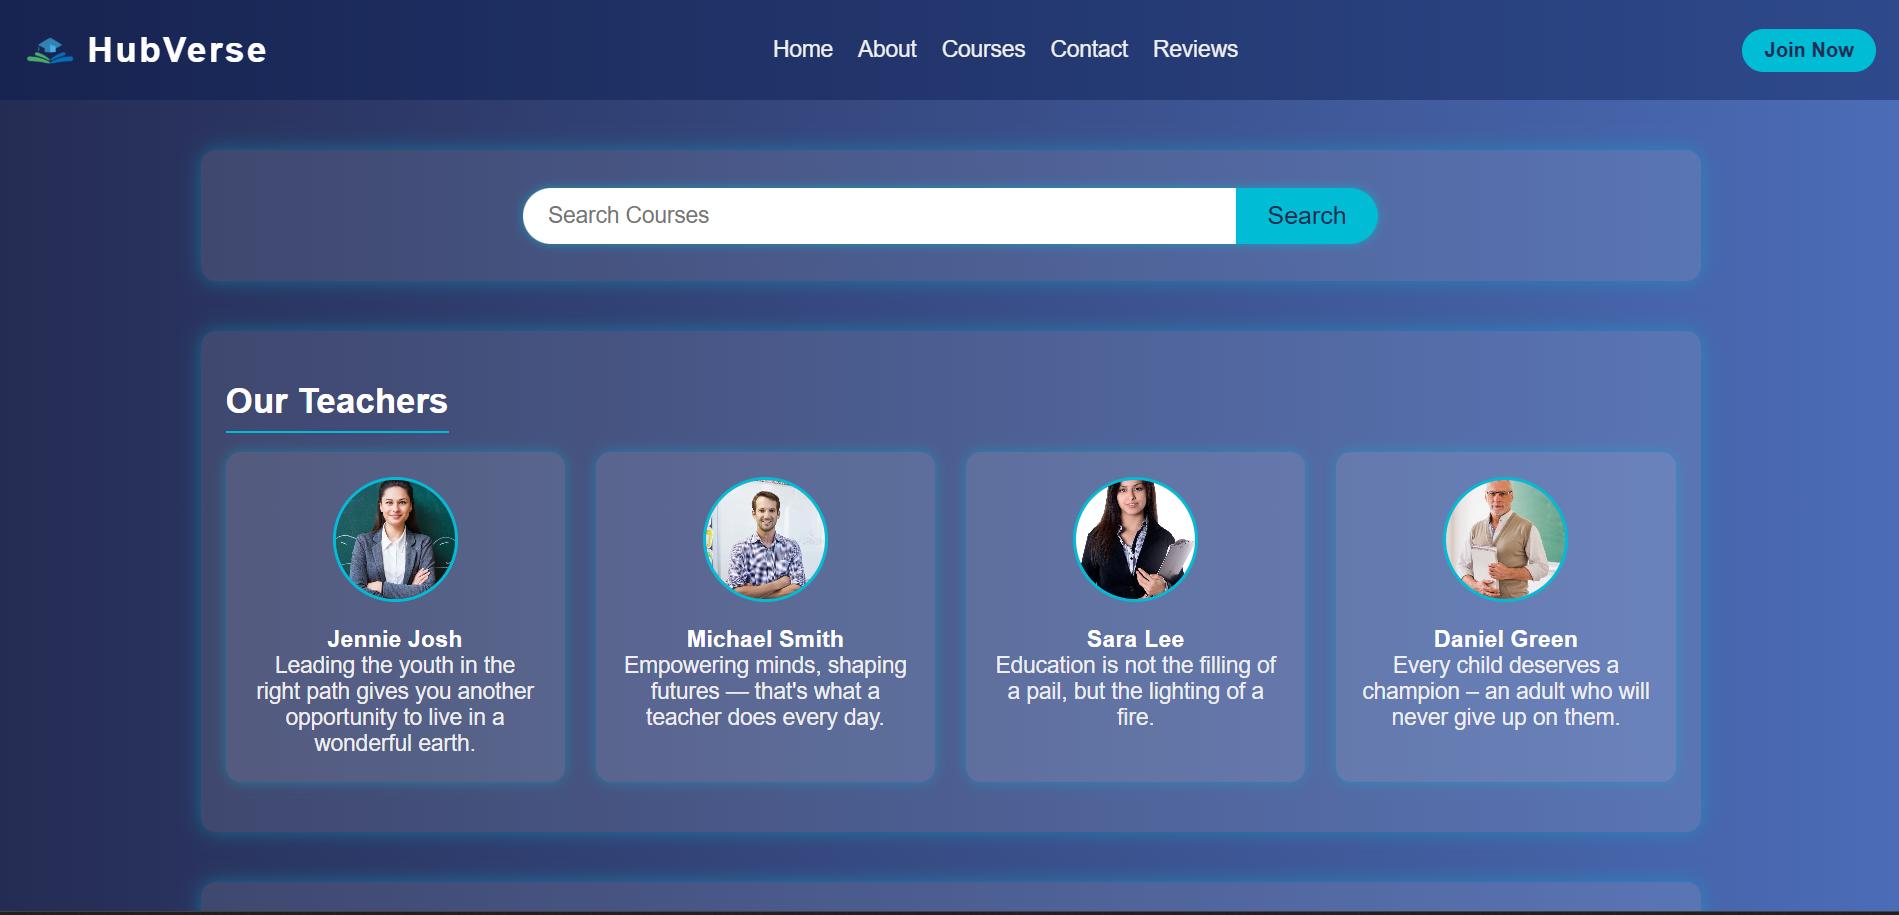 HubVerse
Home About Courses Contact Reviews
Join Now
Search Courses
Search
Our Teachers
Jennie Josh
Leading the youth in the
right path gives you another
opportunity to live in a
wonderful earth.
Michael Smith
Empowering minds, shaping
futures — that's what a
teacher does every day.
Sara Lee
Education is not the filling of
a pail, but the lighting of a
fire.
Daniel Green
Every child deserves a
champion – an adult who will
never give up on them.